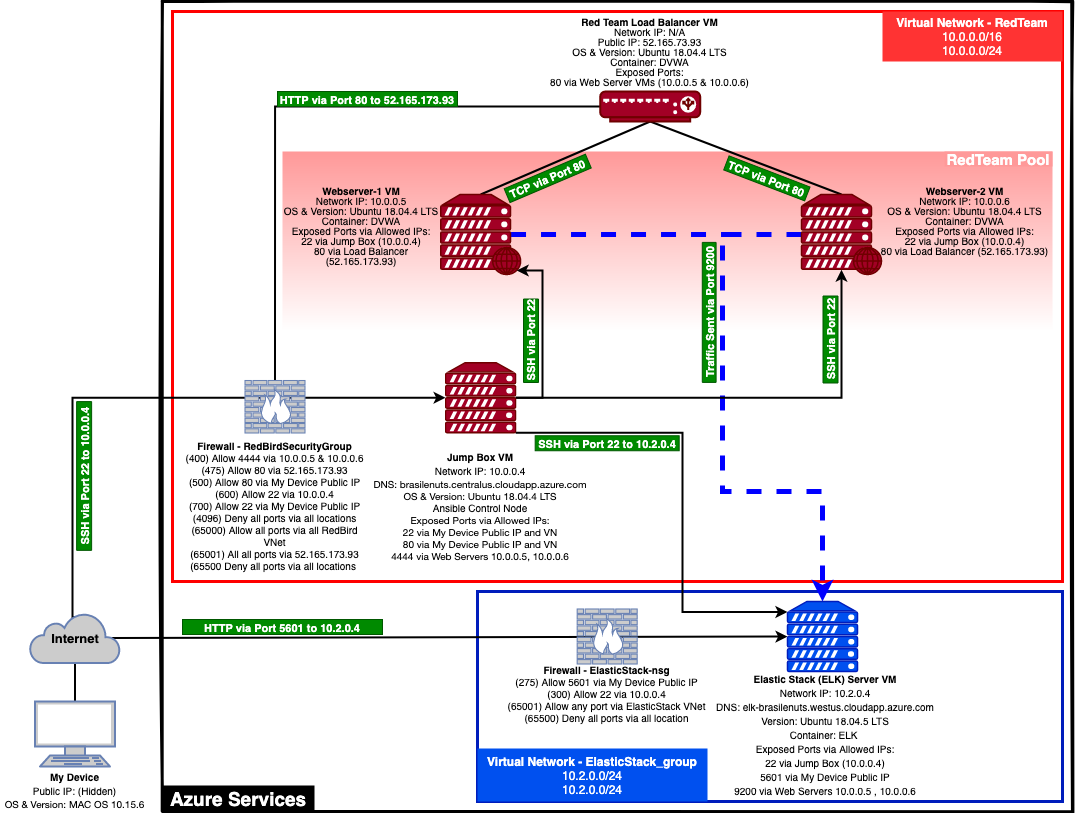 Red Team Load Balancer VM
Network IP: N/A
Public IP: 52.165.73.93
OS & Version: Ubuntu 18.04.4 LTS
Container: DVWA
Exposed Ports:
80 via Web Server VMs (10.0.0.5 & 10.0.0.6)
Virtual Network - RedTeam
10.0.0.0/16
10.0.0.0/24
HTTP via Port 80 to 52.165.173.93
TCP via Port 80
TCP via Port 80
RedTeam Pool
Webserver-1 VM
Network IP: 10.0.0.5
OS & Version: Ubuntu 18.04.4 LTS
Container: DVWA
Exposed Ports via Allowed IPs:
22 via Jump Box (10.0.0.4)
80 via Load Balancer
(52.165.173.93)
Webserver-2 VM
Network IP: 10.0.0.6
OS & Version: Ubuntu 18.04.4 LTS
Container: DVWA
Exposed Ports via Allowed IPs:
22 via Jump Box (10.0.0.4)
80 via Load Balancer (52.165.173.93)
Traffic Sent via Port 9200
SSH via Port 22
SSH via Port 22
SSH via Port 22 to 10.0.0.4
SSH via Port 22 to 10.2.0.4
Firewall - RedBirdSecurityGroup
(400) Allow 4444 via 10.0.0.5 & 10.0.0.6
(475) Allow 80 via 52.165.173.93
(500) Allow 80 via My Device Public IP
(600) Allow 22 via 10.0.0.4
(700) Allow 22 via My Device Public IP
(4096) Deny all ports via all locations
(65000) Allow all ports via all RedBird
VNet
(65001) All all ports via 52.165.173.93
(65500 Deny all ports via all locations
Jump Box VM
Network IP: 10.0.0.4
DNS: brasilenuts.centralus.cloudapp.azure.com
OS & Version: Ubuntu 18.04.4 LTS
Ansible Control Node
Exposed Ports via Allowed IPs:
22 via My Device Public IP and VN
80 via My Device Public IP and VN
4444 via Web Servers 10.0.0.5, 10.0.0.6
Internet
HTTP via Port 5601 to 10.2.0.4
Firewall - ElasticStack-nsg
(275) Allow 5601 via My Device Public IP
(300) Allow 22 via 10.0.0.4
(65001) Allow any port via ElasticStack VNet
(65500) Deny all ports via all location
Elastic Stack (ELK) Server VM
Network IP: 10.2.0.4
DNS: elk-brasilenuts.westus.cloudapp.azure.com
Version: Ubuntu 18.04.5 LTS
Container: ELK
Exposed Ports via Allowed IPs:
22 via Jump Box (10.0.0.4)
5601 via My Device Public IP
9200 via Web Servers 10.0.0.5 , 10.0.0.6
Virtual Network - ElasticStack_group
10.2.0.0/24
10.2.0.0/24
My Device
Public IP: (Hidden)
OS & Version: MAC OS 10.15.6
Azure Services